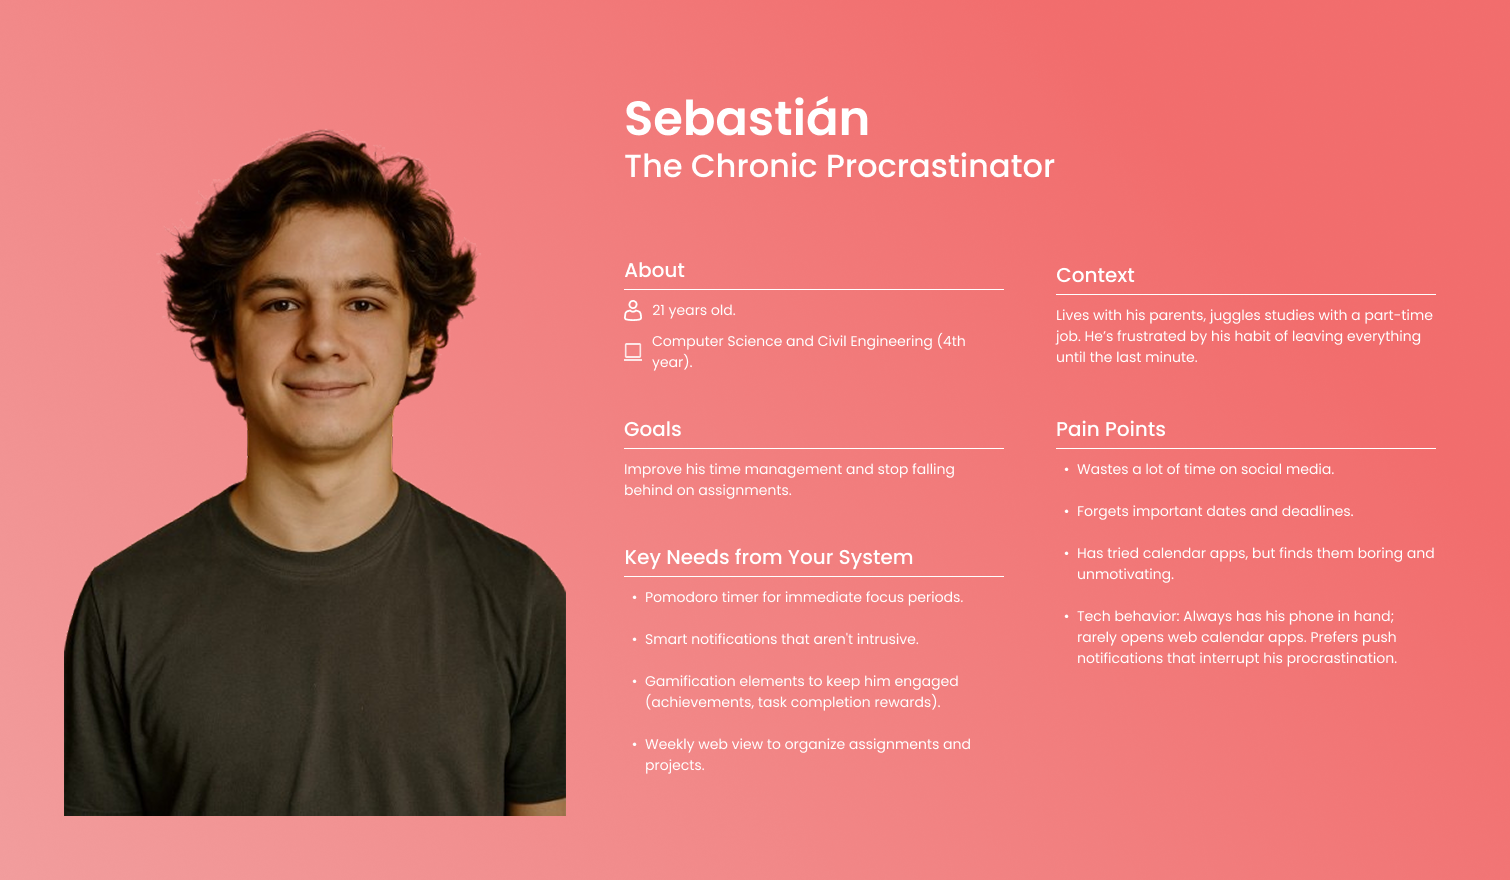 Sebastián
The Chronic Procrastinator
About
21 years old.
Computer Science and Civil Engineering (4th
year).
Goals
Improve his time management and stop falling
behind on assignments.
Key Needs from Your System
• Pomodoro timer for immediate focus periods.
• Smart notifications that aren't intrusive.
• Gamification elements to keep him engaged
(achievements, task completion rewards).
• Weekly web view to organize assignments and
projects.
Context
Lives with his parents, juggles studies with a part-time
job. He’s frustrated by his habit of leaving everything
until the last minute.
Pain Points
• Wastes a lot of time on social media.
• Forgets important dates and deadlines.
• Has tried calendar apps, but finds them boring and
unmotivating.
• Tech behavior: Always has his phone in hand;
rarely opens web calendar apps. Prefers push
notifications that interrupt his procrastination.